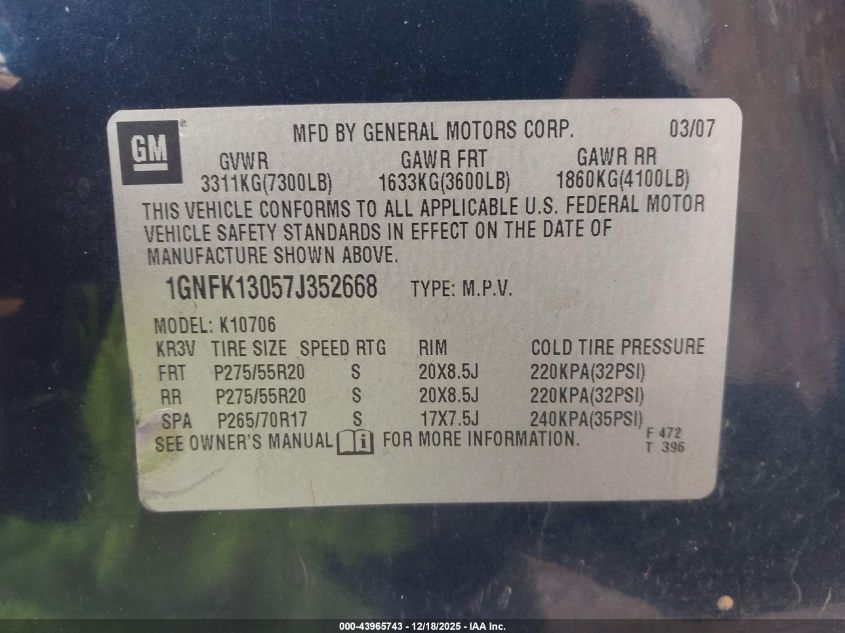 GM ®
MFD BY GENERAL MOTORS CORP. 03/07
GVWR GAWR FRT GAWR RR
3311KG(7300LB) 1633KG(3600LB) 1860KG(4100LB)
THIS VEHICLE CONFORMS TO ALL APPLICABLE U.S. FEDERAL MOTOR
VEHICLE SAFETY STANDARDS IN EFFECT ON THE DATE OF
MANUFACTURE SHOWN ABOVE.
1GNFK13057J352668 TYPE: M.P.V.
MODEL: K10706
KR3V TIRE SIZE SPEED RTG RIM COLD TIRE PRESSURE
FRT P275/55R20 S 20X8.5J 220KPA(32PSI)
RR P275/55R20 S 20X8.5J 220KPA(32PSI)
SPA P265/70R17 S 17X7.5J 240KPA(35PSI)
SEE OWNER'S MANUAL i FOR MORE INFORMATION.
F 472
T 396
000-43965743 - 12/18/2025 - IAA Inc.